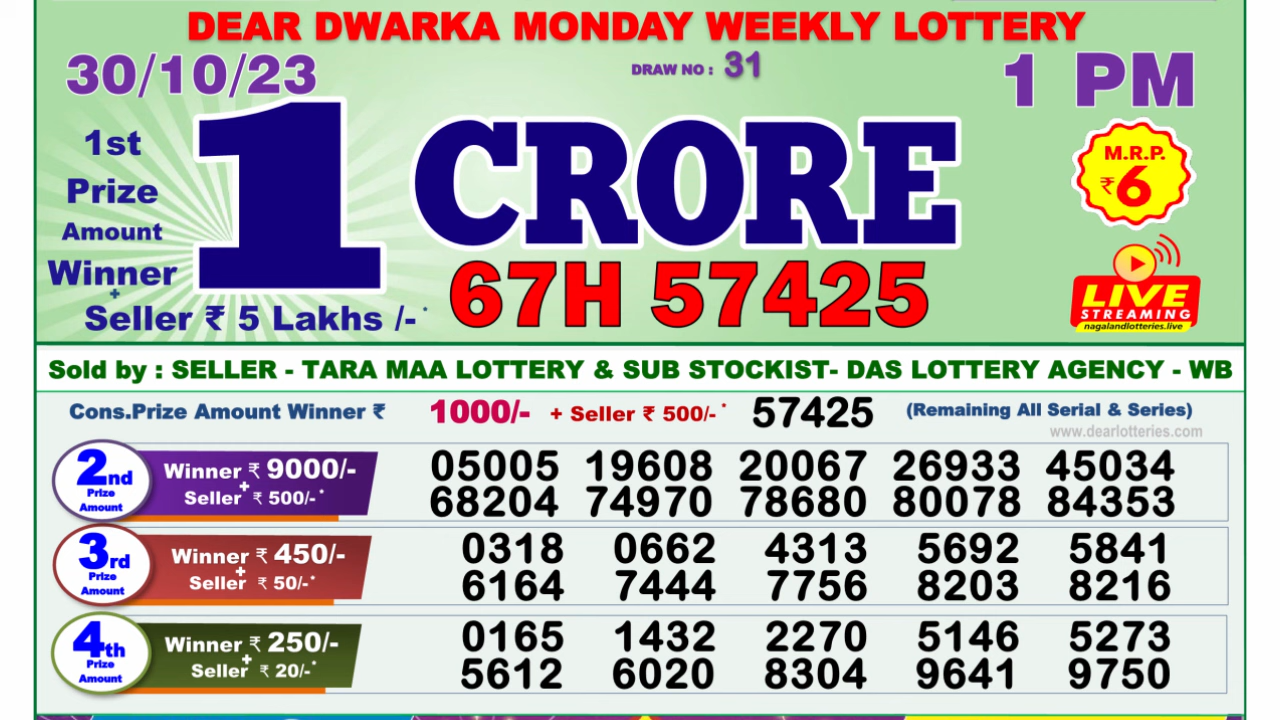 DEAR DWARKA MONDAY WEEKLY LOTTERY
30/10/23 DRAW NO : 31 1 PM
1st Prize Amount
1 CRORE
M.R.P. ₹6
Winner
+
Seller ₹ 5 Lakhs /-*
67H 57425
LIVE
STREAMING
nagalandlotteries.live
Sold by : SELLER - TARA MAA LOTTERY & SUB STOCKIST- DAS LOTTERY AGENCY - WB
Cons.Prize Amount Winner ₹ 1000/- + Seller ₹ 500/-* 57425 (Remaining All Serial & Series)
www.dearlotteries.com
2nd Prize Amount
Winner ₹ 9000/-
+
Seller ₹ 500/-*
05005 19608 20067 26933 45034
68204 74970 78680 80078 84353
3rd Prize Amount
Winner ₹ 450/-
+
Seller ₹ 50/-*
0318 0662 4313 5692 5841
6164 7444 7756 8203 8216
4th Prize Amount
Winner ₹ 250/-
+
Seller ₹ 20/-*
0165 1432 2270 5146 5273
5612 6020 8304 9641 9750